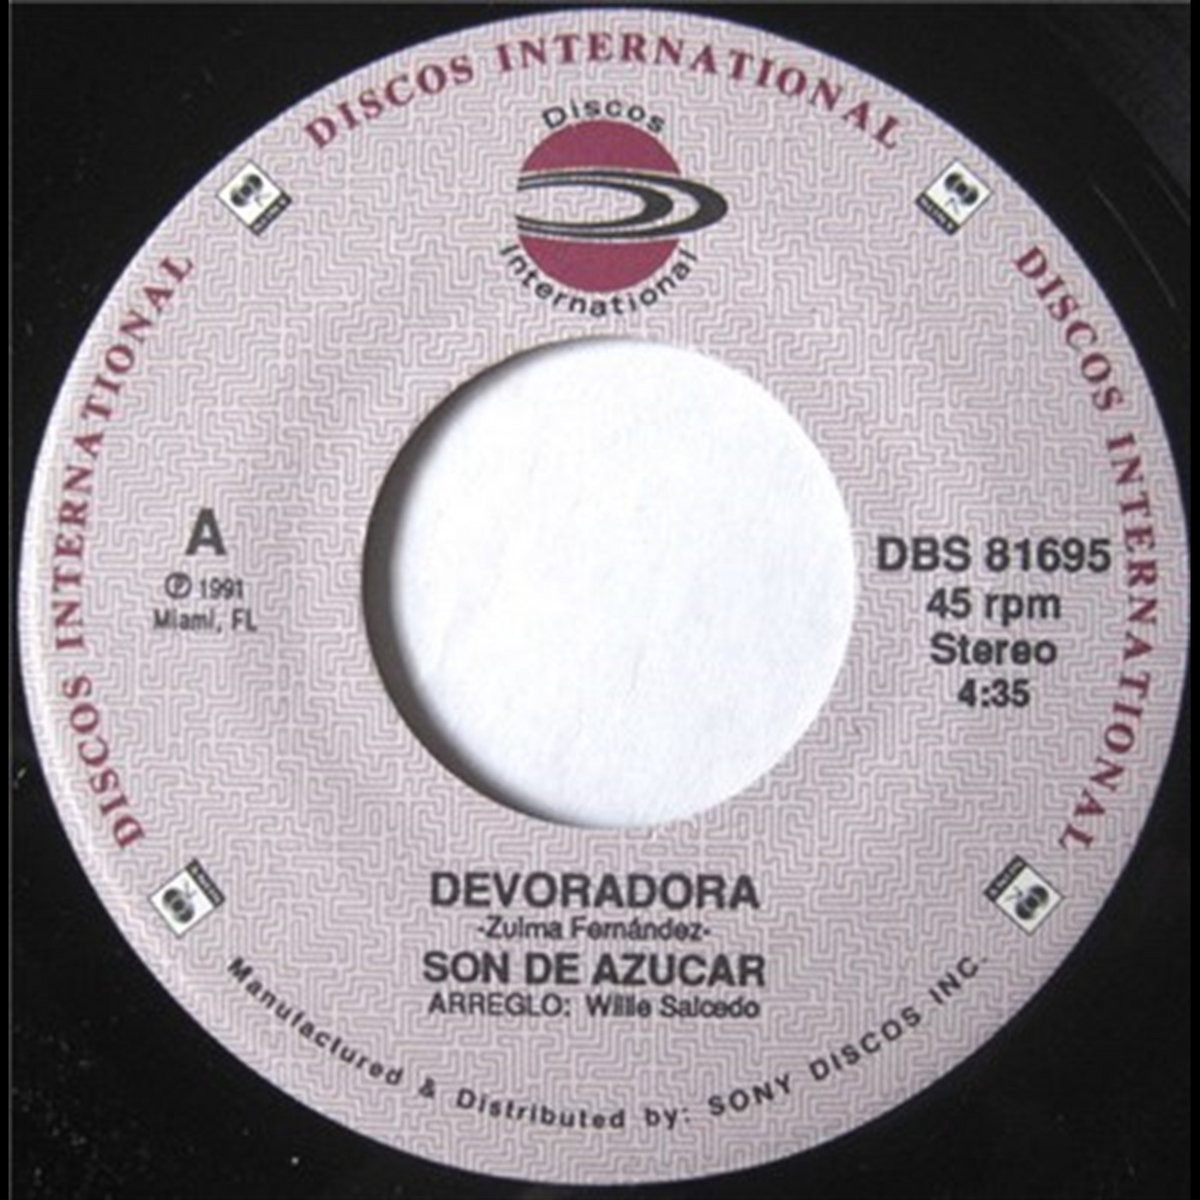 DISCOS INTERNATIONAL
Discos
International
DISCOS INTERNATIONAL
DISCOS INTERNATIONAL
A
℗ 1991
Miami, FL
DBS 81695
45 rpm
Stereo
4:35
DEVORADORA
-Zulma Fernández-
SON DE AZUCAR
ARREGLO: Willie Salcedo
Manufactured & Distributed by: SONY DISCOS INC.